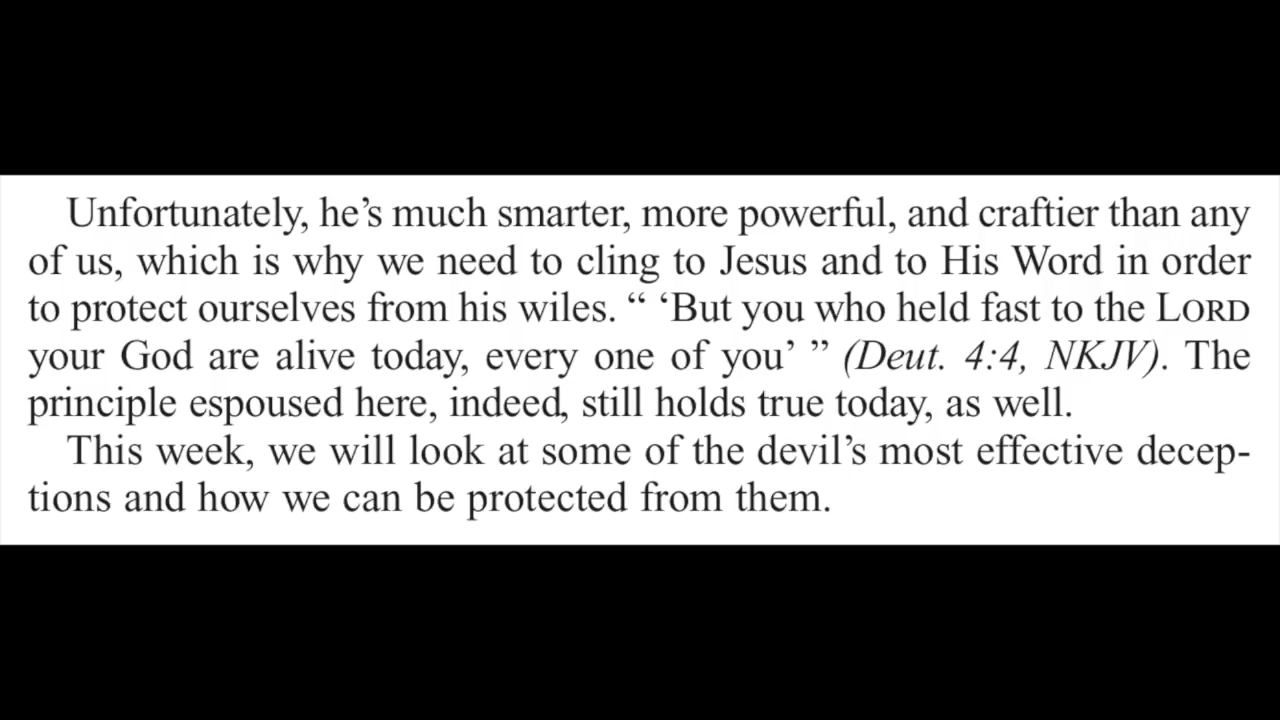 Unfortunately, he’s much smarter, more powerful, and craftier than any
of us, which is why we need to cling to Jesus and to His Word in order
to protect ourselves from his wiles. “ ‘But you who held fast to the LORD
your God are alive today, every one of you’ ” (Deut. 4:4, NKJV). The
principle espoused here, indeed, still holds true today, as well.
This week, we will look at some of the devil’s most effective decep-
tions and how we can be protected from them.